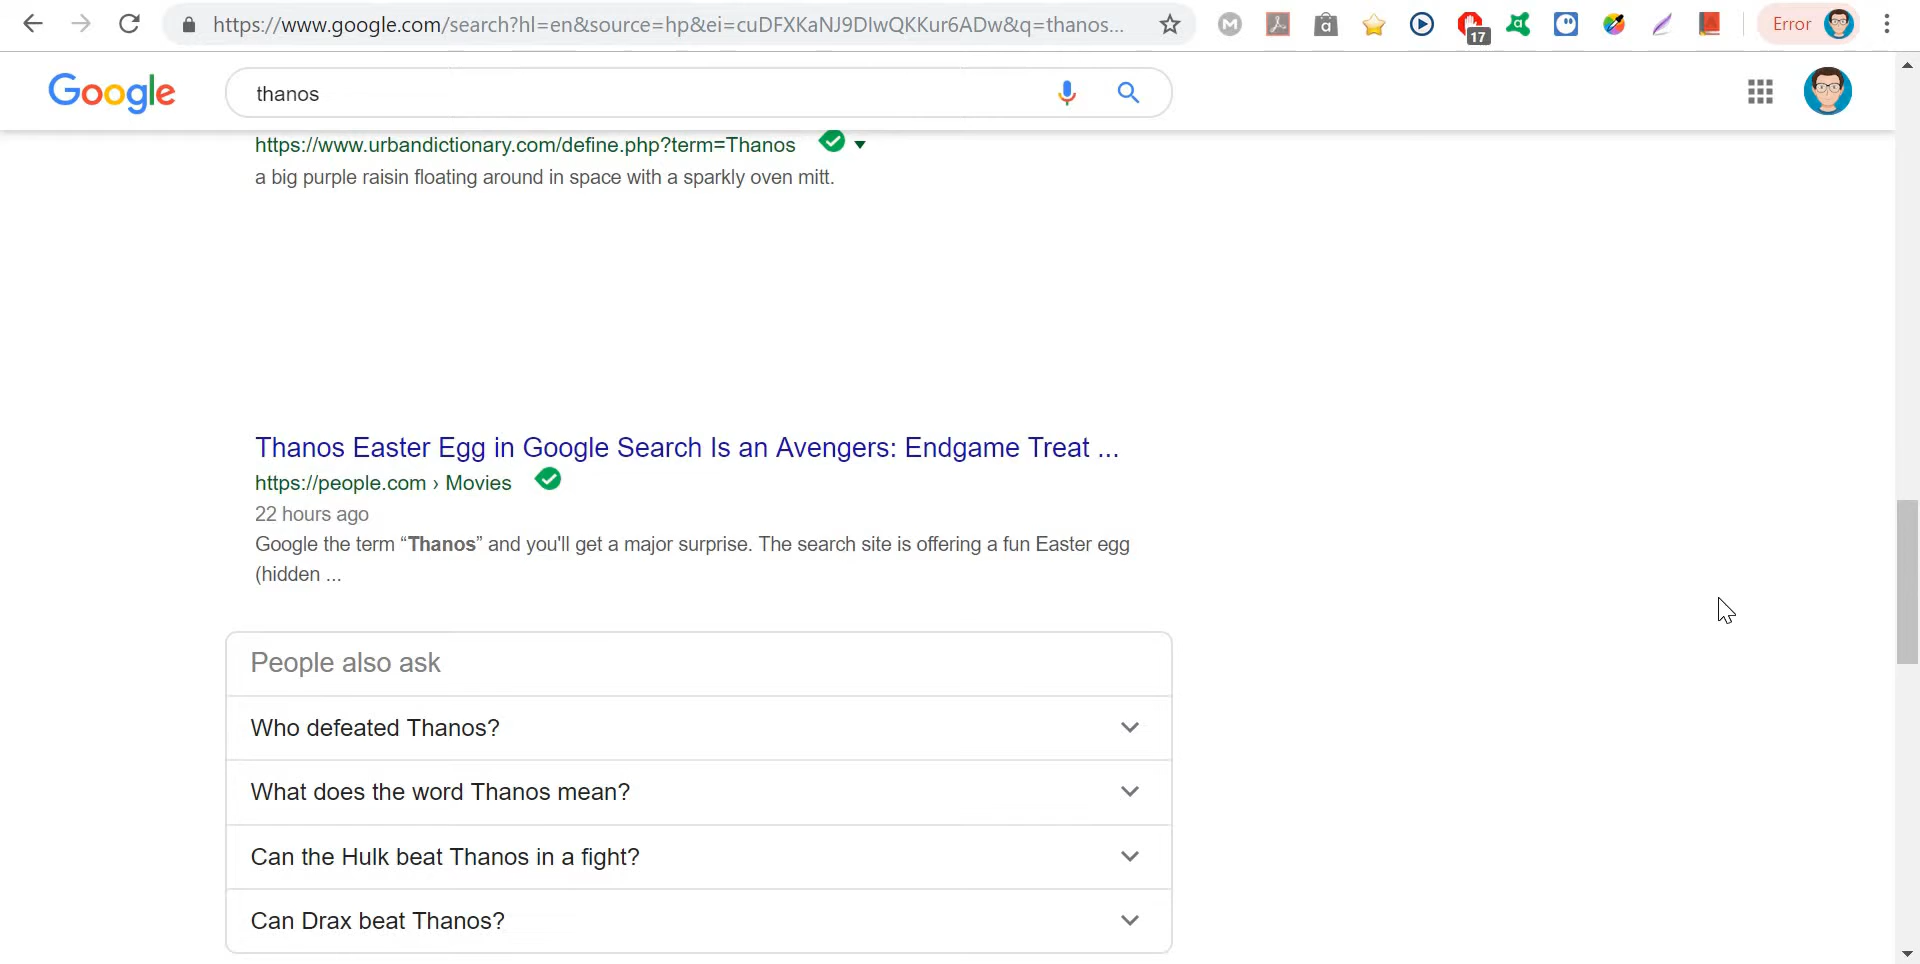 https://www.google.com/search?hl=en&source=hp&ei=cuDFXKaNJ9DIwQKKur6ADw&q=thanos...
17
Error
Google
thanos
https://www.urbandictionary.com/define.php?term=Thanos
a big purple raisin floating around in space with a sparkly oven mitt.
Thanos Easter Egg in Google Search Is an Avengers: Endgame Treat ...
https://people.com › Movies
22 hours ago
Google the term “Thanos” and you'll get a major surprise. The search site is offering a fun Easter egg
(hidden ...
People also ask
Who defeated Thanos?
What does the word Thanos mean?
Can the Hulk beat Thanos in a fight?
Can Drax beat Thanos?